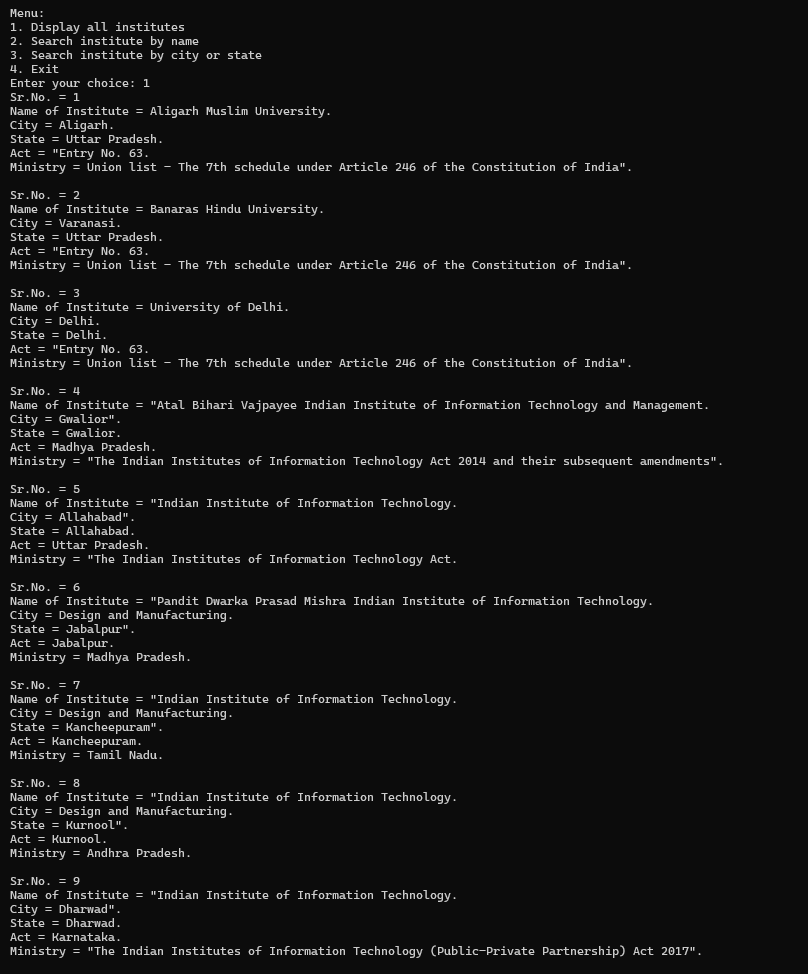 Menu:
1. Display all institutes
2. Search institute by name
3. Search institute by city or state
4. Exit
Enter your choice: 1
Sr.No. = 1
Name of Institute = Aligarh Muslim University.
City = Aligarh.
State = Uttar Pradesh.
Act = "Entry No. 63.
Ministry = Union list – The 7th schedule under Article 246 of the Constitution of India".

Sr.No. = 2
Name of Institute = Banaras Hindu University.
City = Varanasi.
State = Uttar Pradesh.
Act = "Entry No. 63.
Ministry = Union list – The 7th schedule under Article 246 of the Constitution of India".

Sr.No. = 3
Name of Institute = University of Delhi.
City = Delhi.
State = Delhi.
Act = "Entry No. 63.
Ministry = Union list – The 7th schedule under Article 246 of the Constitution of India".

Sr.No. = 4
Name of Institute = "Atal Bihari Vajpayee Indian Institute of Information Technology and Management.
City = Gwalior".
State = Gwalior.
Act = Madhya Pradesh.
Ministry = "The Indian Institutes of Information Technology Act 2014 and their subsequent amendments".

Sr.No. = 5
Name of Institute = "Indian Institute of Information Technology.
City = Allahabad".
State = Allahabad.
Act = Uttar Pradesh.
Ministry = "The Indian Institutes of Information Technology Act.

Sr.No. = 6
Name of Institute = "Pandit Dwarka Prasad Mishra Indian Institute of Information Technology.
City = Design and Manufacturing.
State = Jabalpur".
Act = Jabalpur.
Ministry = Madhya Pradesh.

Sr.No. = 7
Name of Institute = "Indian Institute of Information Technology.
City = Design and Manufacturing.
State = Kancheepuram".
Act = Kancheepuram.
Ministry = Tamil Nadu.

Sr.No. = 8
Name of Institute = "Indian Institute of Information Technology.
City = Design and Manufacturing.
State = Kurnool".
Act = Kurnool.
Ministry = Andhra Pradesh.

Sr.No. = 9
Name of Institute = "Indian Institute of Information Technology.
City = Dharwad".
State = Dharwad.
Act = Karnataka.
Ministry = "The Indian Institutes of Information Technology (Public–Private Partnership) Act 2017".